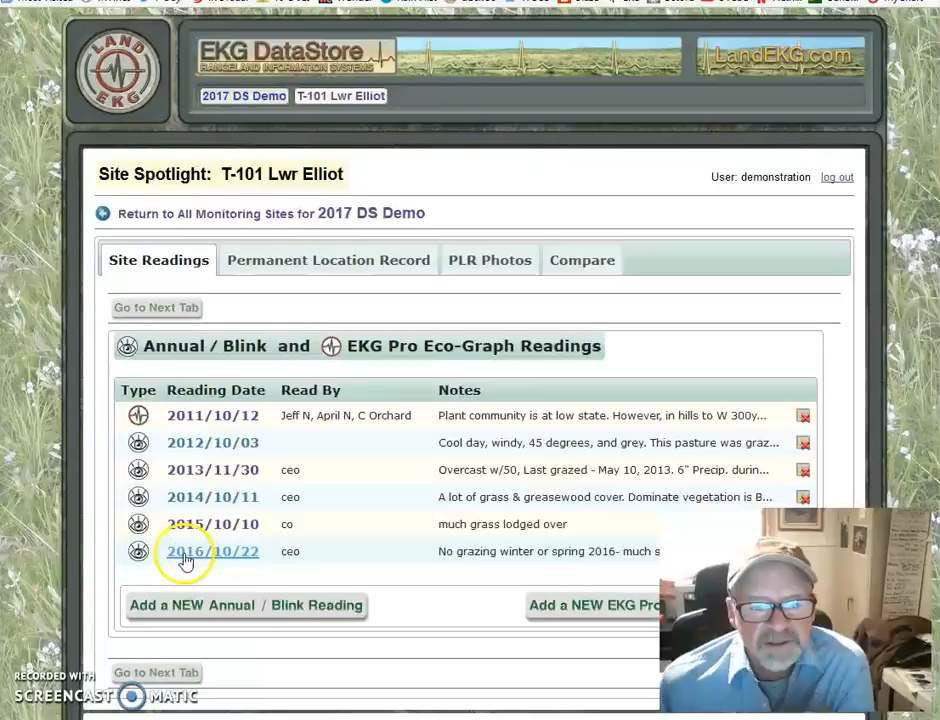 LAND
EKG
EKG DataStore
RANGELAND INFORMATION SYSTEMS
LandEKG.com
2017 DS Demo
T-101 Lwr Elliot
Site Spotlight: T-101 Lwr Elliot
User: demonstration log out
Return to All Monitoring Sites for 2017 DS Demo
Site Readings
Permanent Location Record
PLR Photos
Compare
Go to Next Tab
Annual / Blink and EKG Pro Eco-Graph Readings
Type Reading Date Read By Notes
2011/10/12 Jeff N, April N, C Orchard Plant community is at low state. However, in hills to W 300y...
2012/10/03 Cool day, windy, 45 degrees, and grey. This pasture was graz...
2013/11/30 ceo Overcast w/50, Last grazed - May 10, 2013. 6" Precip. durin...
2014/10/11 ceo A lot of grass & greasewood cover. Dominate vegetation is B...
2015/10/10 co much grass lodged over
2016/10/22 ceo No grazing winter or spring 2016- much s
Add a NEW Annual / Blink Reading
Add a NEW EKG Pro
Go to Next Tab
RECORDED WITH
SCREENCAST MATIC